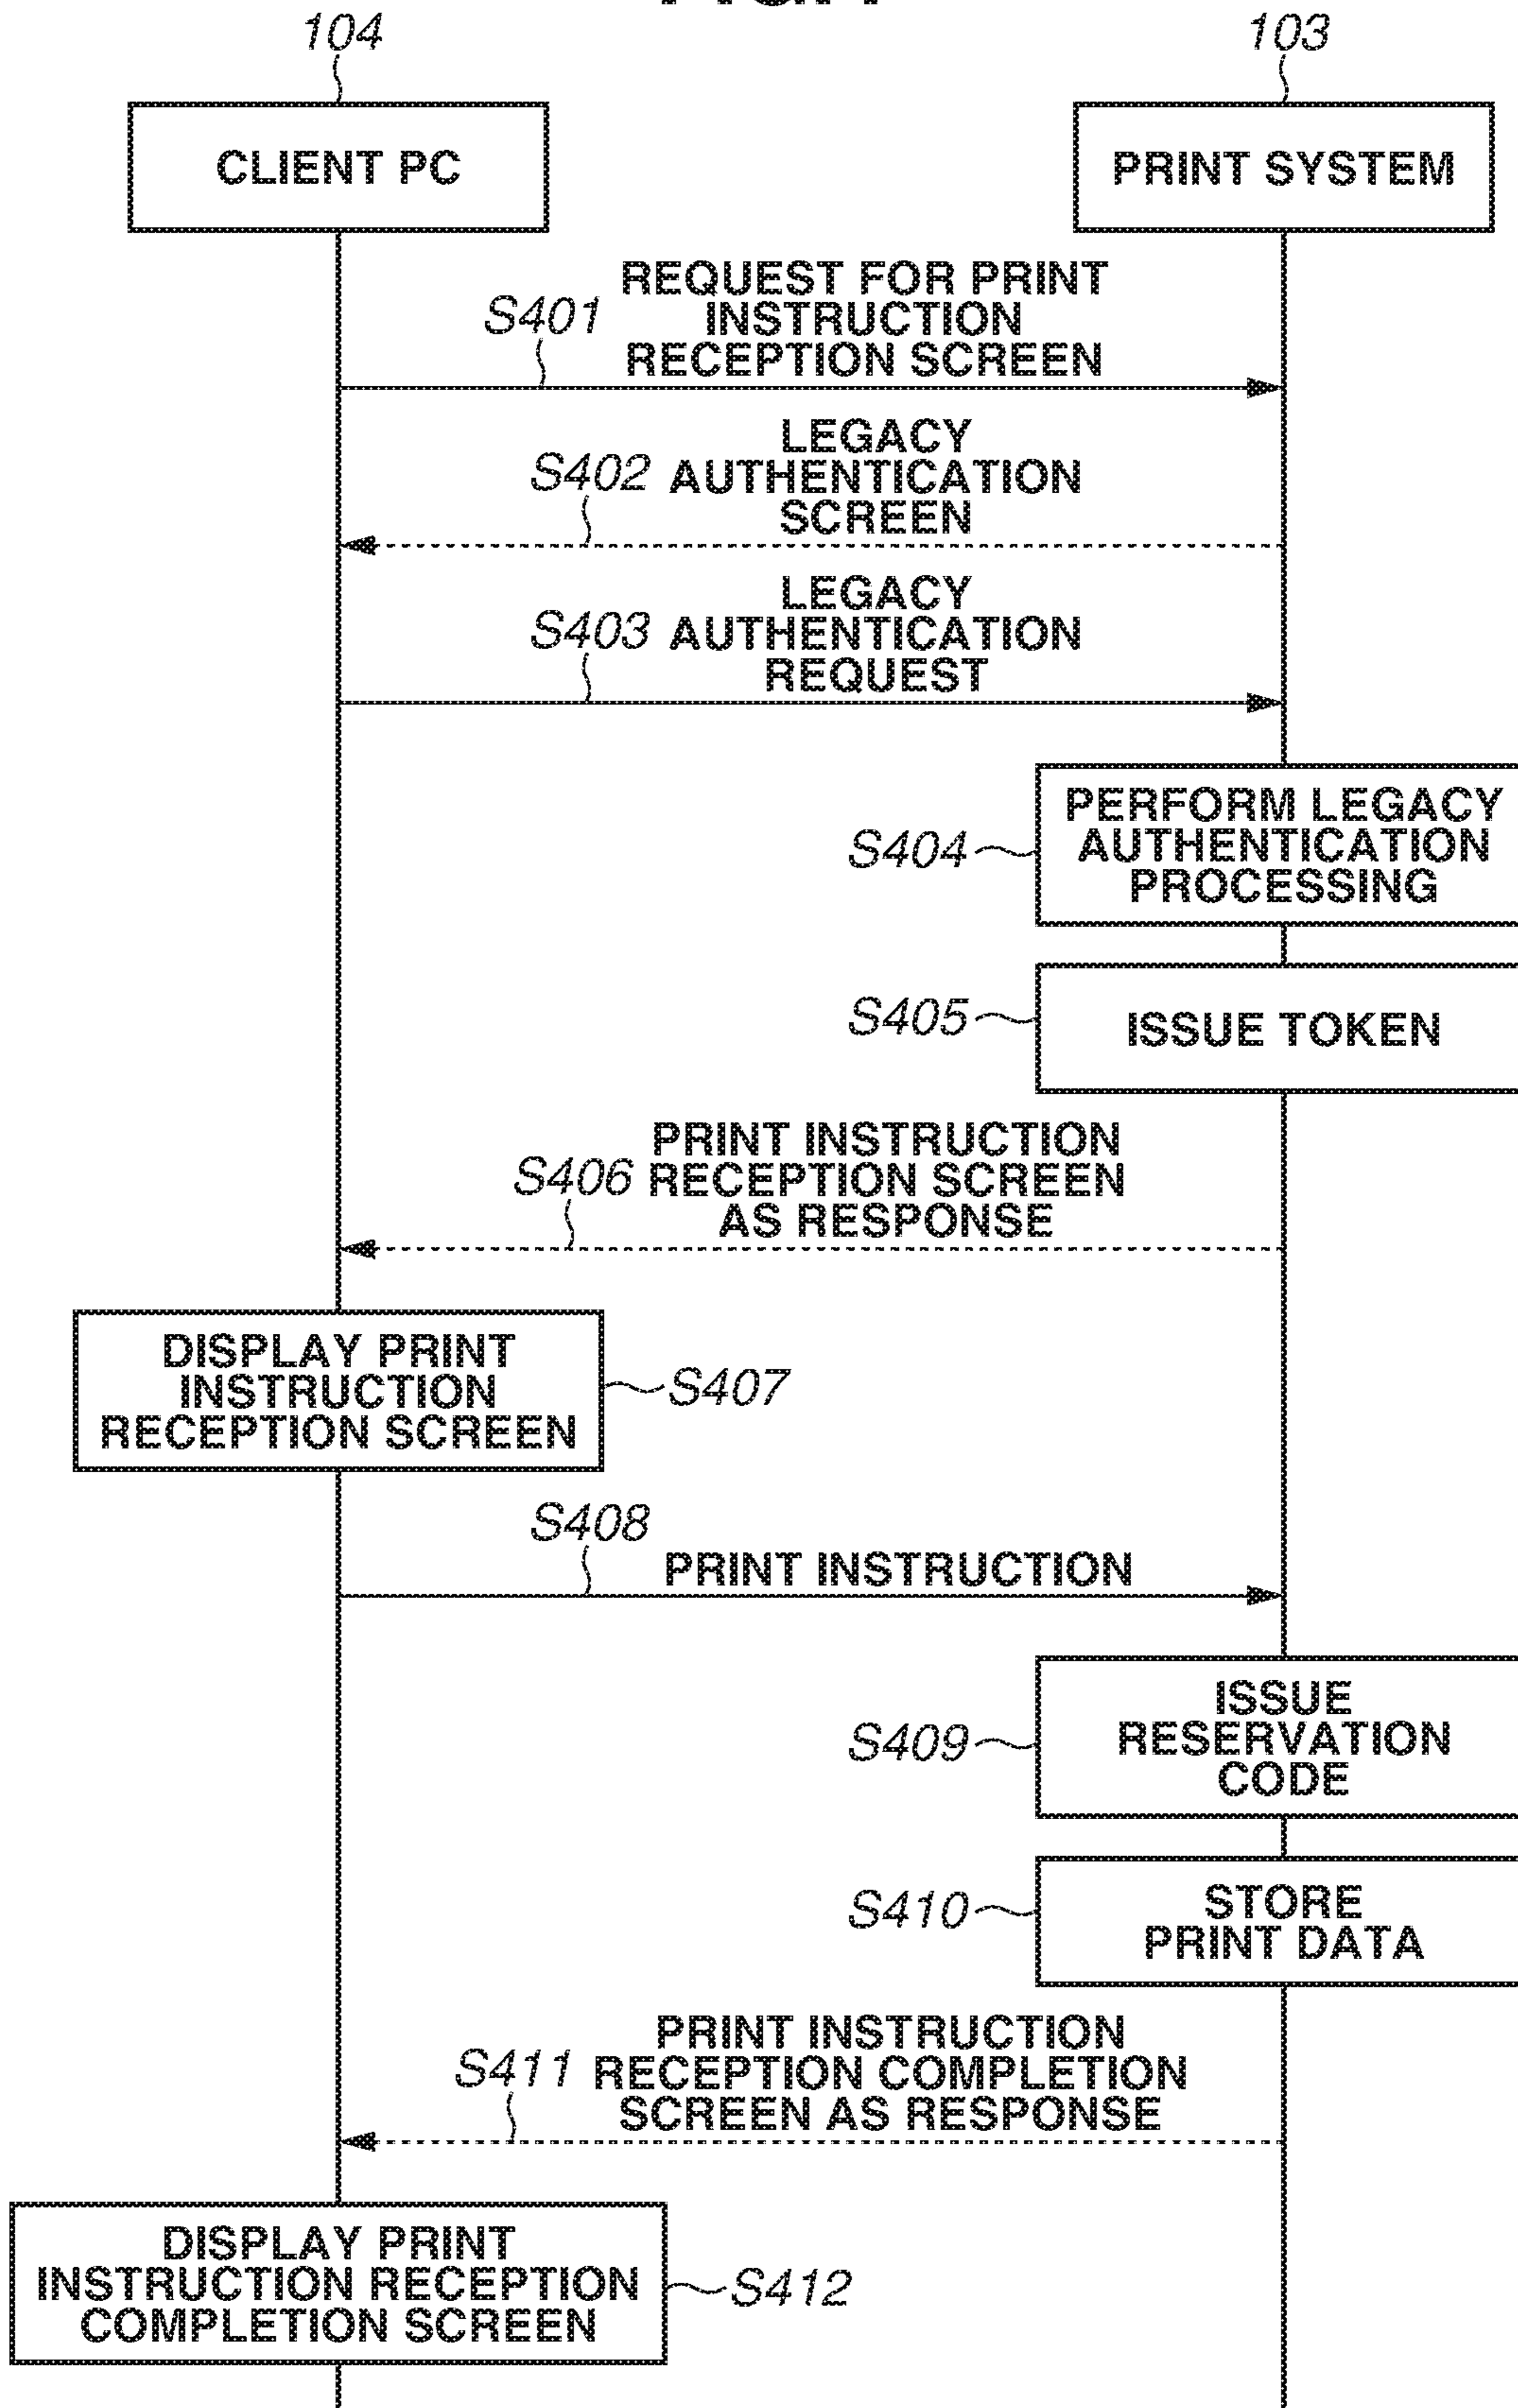 104
103
CLIENT PC
PRINT SYSTEM
REQUEST FOR PRINT
INSTRUCTION
RECEPTION SCREEN
S401
LEGACY
AUTHENTICATION
SCREEN
S402
LEGACY
AUTHENTICATION
REQUEST
S403
PERFORM LEGACY
AUTHENTICATION
PROCESSING
S404
ISSUE TOKEN
S405
PRINT INSTRUCTION
RECEPTION SCREEN
AS RESPONSE
S406
DISPLAY PRINT
INSTRUCTION
RECEPTION SCREEN
S407
S408
PRINT INSTRUCTION
ISSUE
RESERVATION
CODE
S409
STORE
PRINT DATA
S410
PRINT INSTRUCTION
RECEPTION COMPLETION
SCREEN AS RESPONSE
S411
DISPLAY PRINT
INSTRUCTION RECEPTION
COMPLETION SCREEN
S412